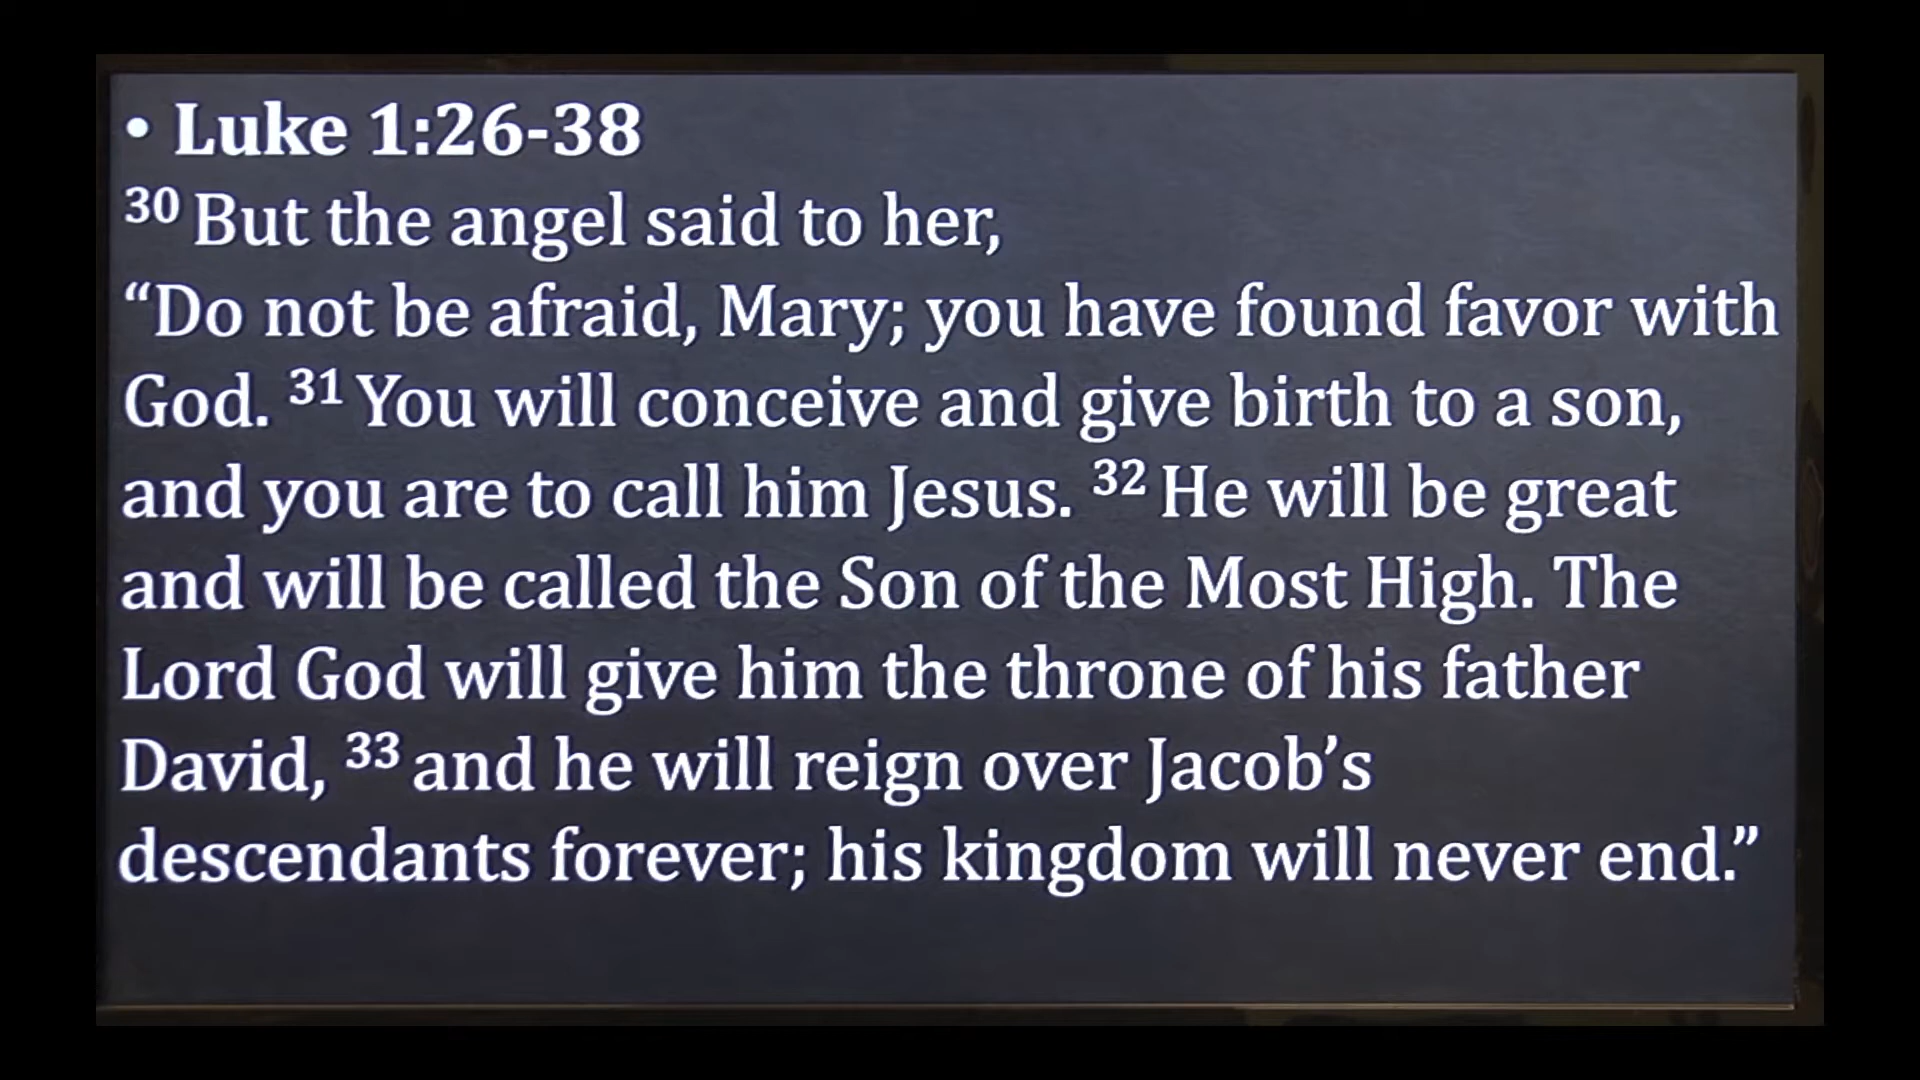 • Luke 1:26-38
30 But the angel said to her,
“Do not be afraid, Mary; you have found favor with
God. 31 You will conceive and give birth to a son,
and you are to call him Jesus. 32 He will be great
and will be called the Son of the Most High. The
Lord God will give him the throne of his father
David, 33 and he will reign over Jacob’s
descendants forever; his kingdom will never end.”